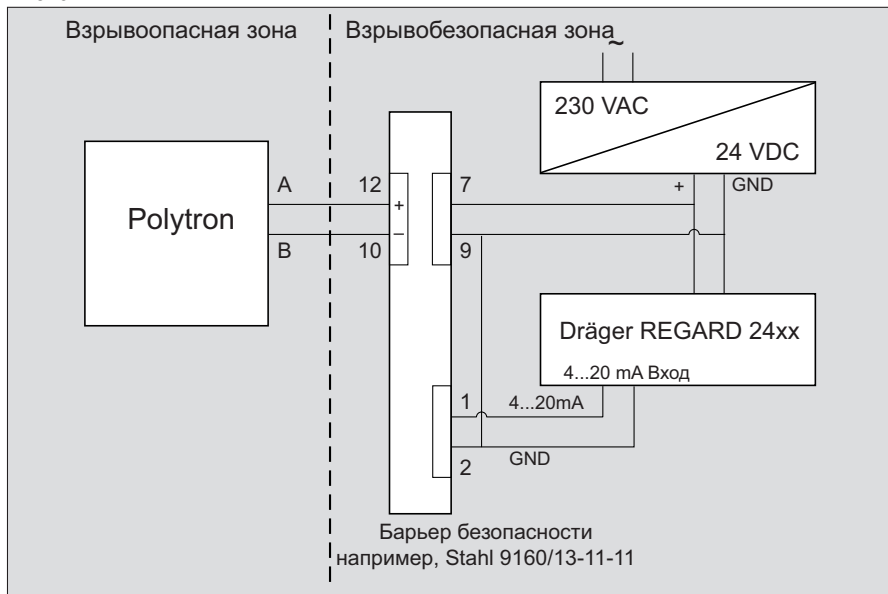 Взрывоопасная зона
Взрывобезопасная зона
~
230 VAC
24 VDC
+ GND
Polytron
A
B
12
10
+
–
7
9
Dräger REGARD 24xx
4...20 mA Вход
1
4...20mA
GND
2
Барьер безопасности
например, Stahl 9160/13-11-11